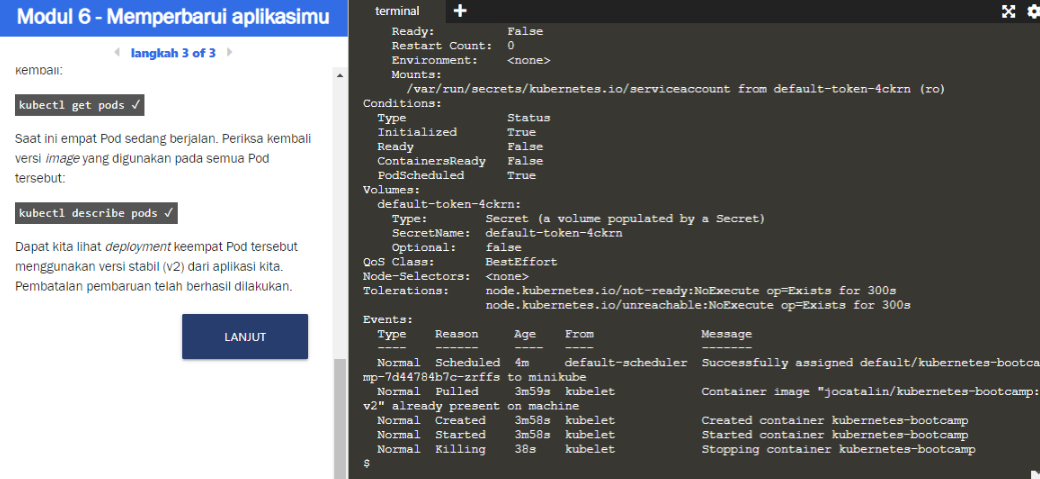 Modul 6 - Memperbarui aplikasimu
langkah 3 of 3
kembali:
kubectl get pods ✓
Saat ini empat Pod sedang berjalan. Periksa kembali
versi image yang digunakan pada semua Pod
tersebut:
kubectl describe pods ✓
Dapat kita lihat deployment keempat Pod tersebut
menggunakan versi stabil (v2) dari aplikasi kita.
Pembatalan pembaruan telah berhasil dilakukan.
LANJUT
terminal +
Ready: False
Restart Count: 0
Environment: <none>
Mounts:
/var/run/secrets/kubernetes.io/serviceaccount from default-token-4ckrn (ro)
Conditions:
Type Status
Initialized True
Ready False
ContainersReady False
PodScheduled True
Volumes:
default-token-4ckrn:
Type: Secret (a volume populated by a Secret)
SecretName: default-token-4ckrn
Optional: false
QoS Class: BestEffort
Node-Selectors: <none>
Tolerations: node.kubernetes.io/not-ready:NoExecute op=Exists for 300s
node.kubernetes.io/unreachable:NoExecute op=Exists for 300s
Events:
Type Reason Age From Message
---- ------ ---- ---- -------
Normal Scheduled 4m default-scheduler Successfully assigned default/kubernetes-bootca
mp-7d44784b7c-zrffs to minikube
Normal Pulled 3m59s kubelet Container image "jocatalin/kubernetes-bootcamp:
v2" already present on machine
Normal Created 3m58s kubelet Created container kubernetes-bootcamp
Normal Started 3m58s kubelet Started container kubernetes-bootcamp
Normal Killing 38s kubelet Stopping container kubernetes-bootcamp
$